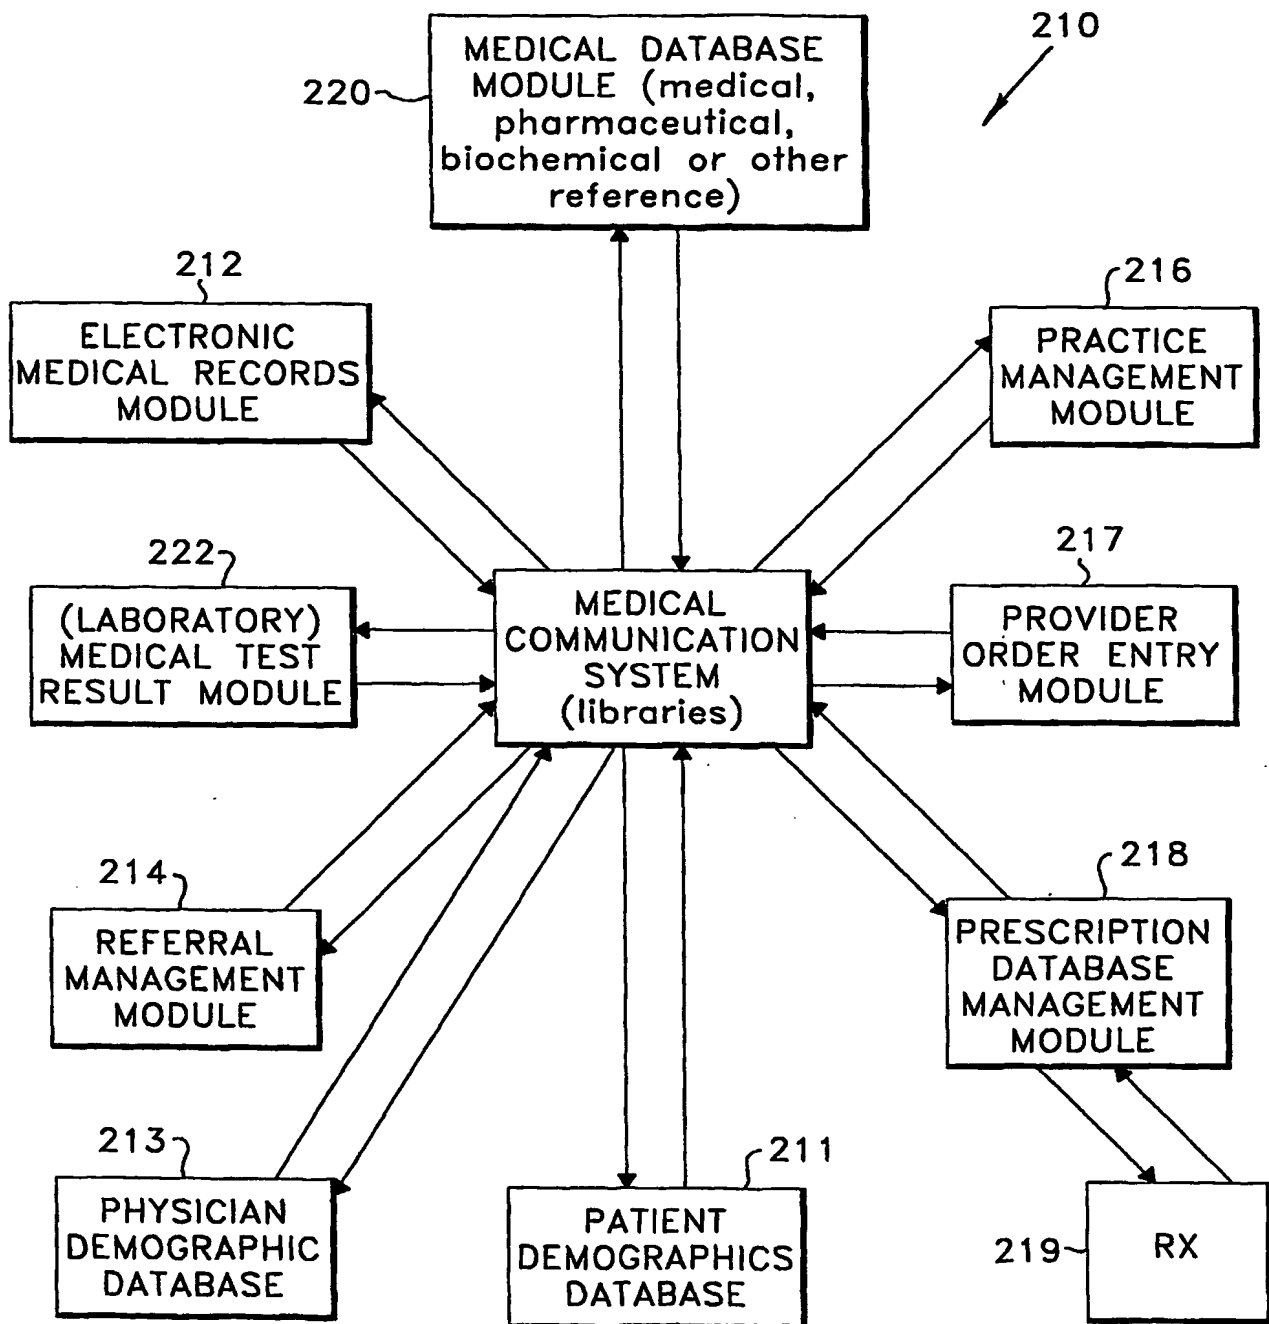 210
220
MEDICAL DATABASE
MODULE (medical,
pharmaceutical,
biochemical or other
reference)
212
ELECTRONIC
MEDICAL RECORDS
MODULE
216
PRACTICE
MANAGEMENT
MODULE
222
(LABORATORY)
MEDICAL TEST
RESULT MODULE
MEDICAL
COMMUNICATION
SYSTEM
(libraries)
217
PROVIDER
ORDER ENTRY
MODULE
214
REFERRAL
MANAGEMENT
MODULE
218
PRESCRIPTION
DATABASE
MANAGEMENT
MODULE
213
PHYSICIAN
DEMOGRAPHIC
DATABASE
211
PATIENT
DEMOGRAPHICS
DATABASE
219
RX